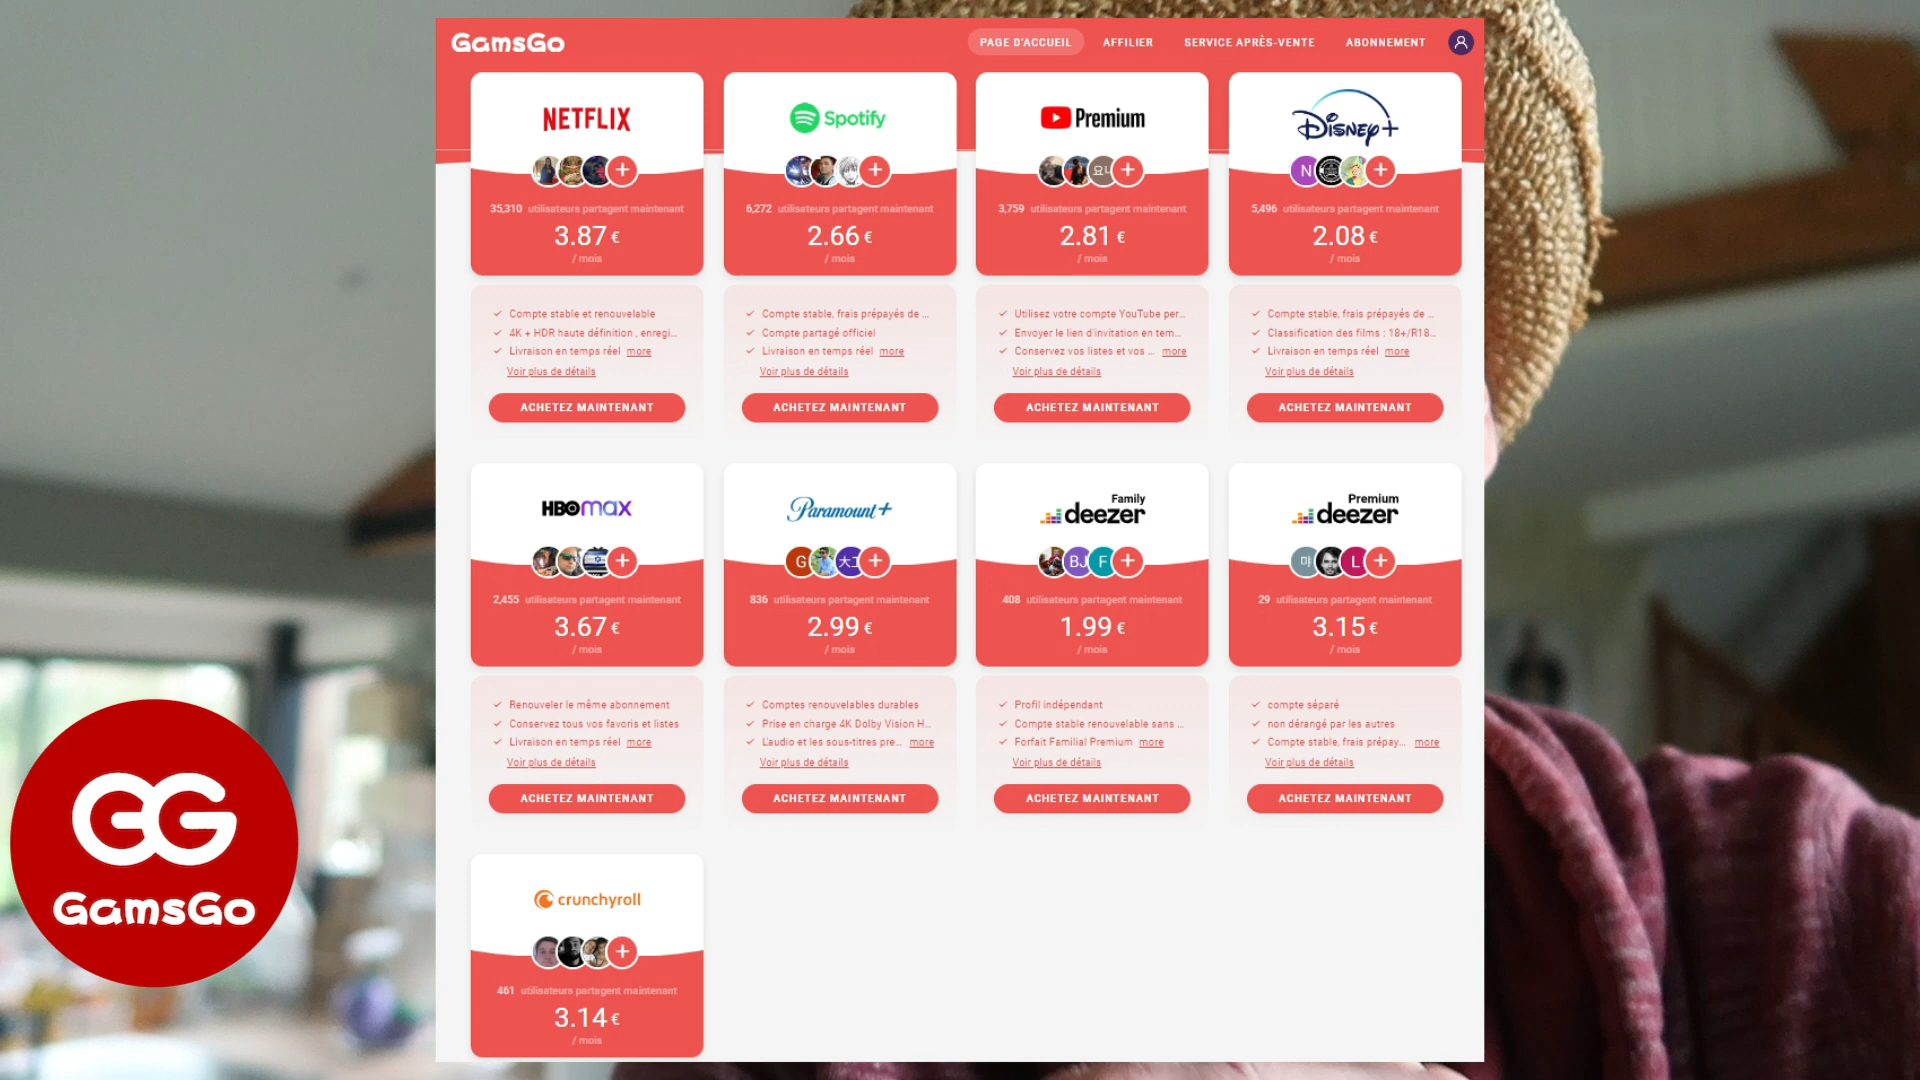 GamsGo
PAGE D'ACCUEIL AFFILIER SERVICE APRÈS-VENTE ABONNEMENT
NETFLIX
35,310 utilisateurs partagent maintenant
3.87 €
/ mois
Compte stable et renouvelable
4K + HDR haute définition , enregi...
Livraison en temps réel more
Voir plus de détails
ACHETEZ MAINTENANT
Spotify
6,272 utilisateurs partagent maintenant
2.66 €
/ mois
Compte stable, frais prépayés de ...
Compte partagé officiel
Livraison en temps réel more
Voir plus de détails
ACHETEZ MAINTENANT
Premium
요나
3,759 utilisateurs partagent maintenant
2.81 €
/ mois
Utilisez votre compte YouTube per...
Envoyer le lien d'invitation en tem...
Conservez vos listes et vos ... more
Voir plus de détails
ACHETEZ MAINTENANT
Disney+
N
5,496 utilisateurs partagent maintenant
2.08 €
/ mois
Compte stable, frais prépayés de ...
Classification des films : 18+/R18...
Livraison en temps réel more
Voir plus de détails
ACHETEZ MAINTENANT
HBOmax
2,455 utilisateurs partagent maintenant
3.67 €
/ mois
Renouveler le même abonnement
Conservez tous vos favoris et listes
Livraison en temps réel more
Voir plus de détails
ACHETEZ MAINTENANT
Paramount+
G 大工
836 utilisateurs partagent maintenant
2.99 €
/ mois
Comptes renouvelables durables
Prise en charge 4K Dolby Vision H...
L'audio et les sous-titres pre... more
Voir plus de détails
ACHETEZ MAINTENANT
Family
deezer
BJ F
408 utilisateurs partagent maintenant
1.99 €
/ mois
Profil indépendant
Compte stable renouvelable sans ...
Forfait Familial Premium more
Voir plus de détails
ACHETEZ MAINTENANT
Premium
deezer
마 L
29 utilisateurs partagent maintenant
3.15 €
/ mois
compte séparé
non dérangé par les autres
Compte stable, frais prépay... more
Voir plus de détails
ACHETEZ MAINTENANT
crunchyroll
461 utilisateurs partagent maintenant
3.14 €
/ mois
GG
GamsGo